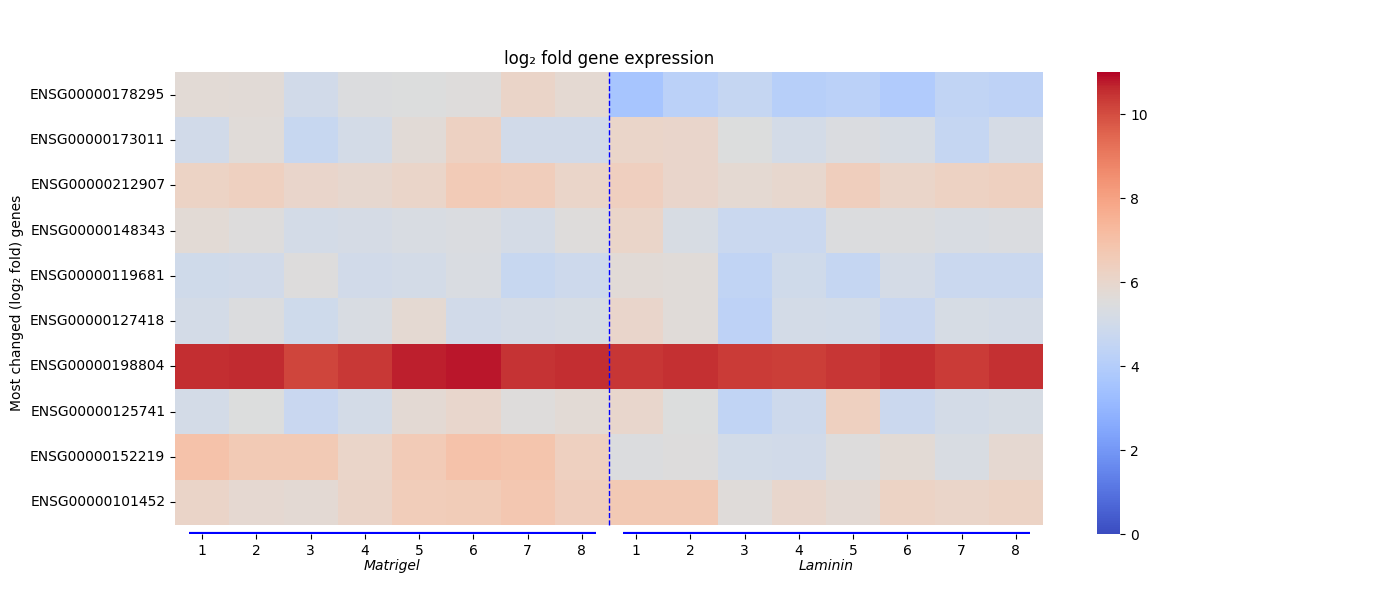 log₂ fold gene expression
Most changed (log₂ fold) genes
ENSG00000178295
ENSG00000173011
ENSG00000212907
ENSG00000148343
ENSG00000119681
ENSG00000127418
ENSG00000198804
ENSG00000125741
ENSG00000152219
ENSG00000101452
1 2 3 4 5 6 7 8 1 2 3 4 5 6 7 8
Matrigel Laminin
10
8
6
4
2
0